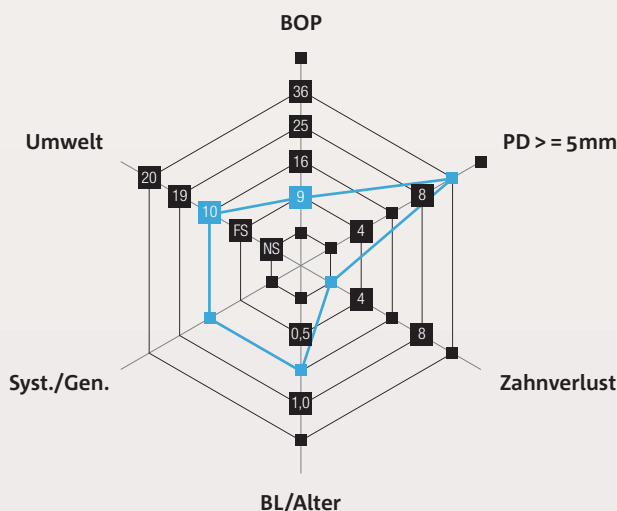 BOP
36
Umwelt
PD > = 5mm
25
20
16
19
8
10
9
FS
4
NS
4
0,5
8
Syst./Gen.
Zahnverlust
1,0
BL/Alter